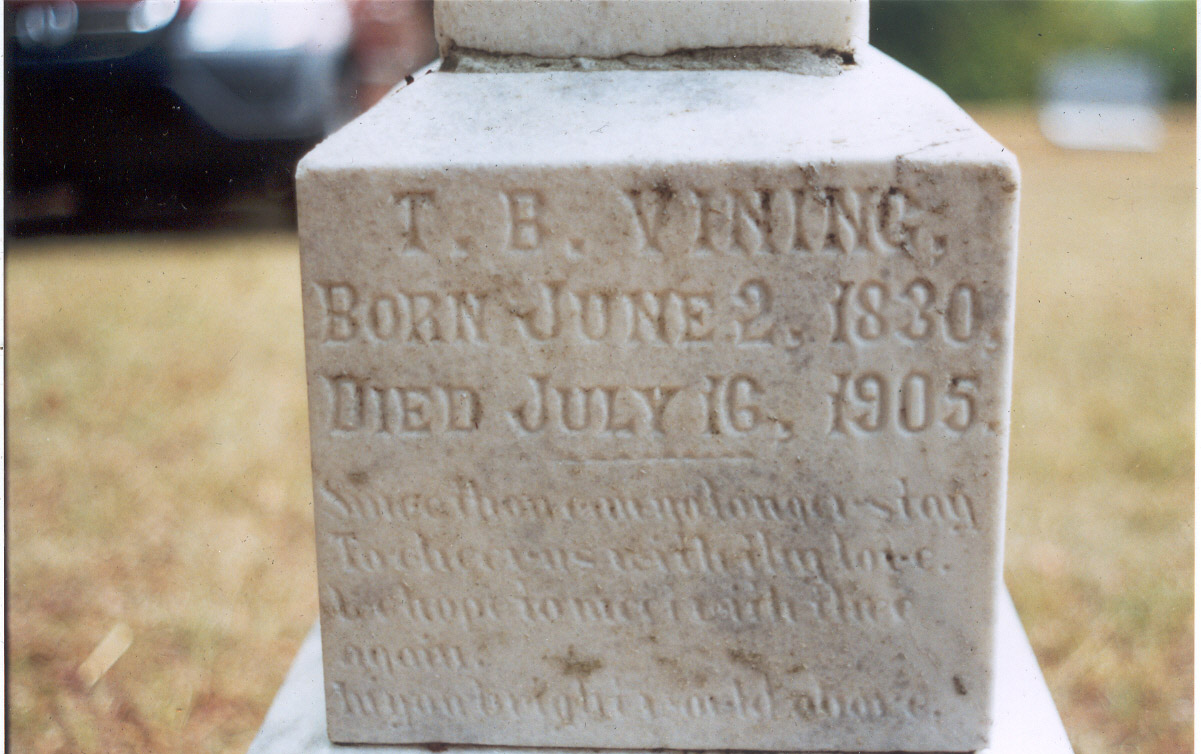 T. B. VINING,
BORN JUNE 2, 1830,
DIED JULY 16, 1905.
Since thou can no longer stay
To cheer us with thy love.
hope to meet with thee
again.
In yon bright world above.